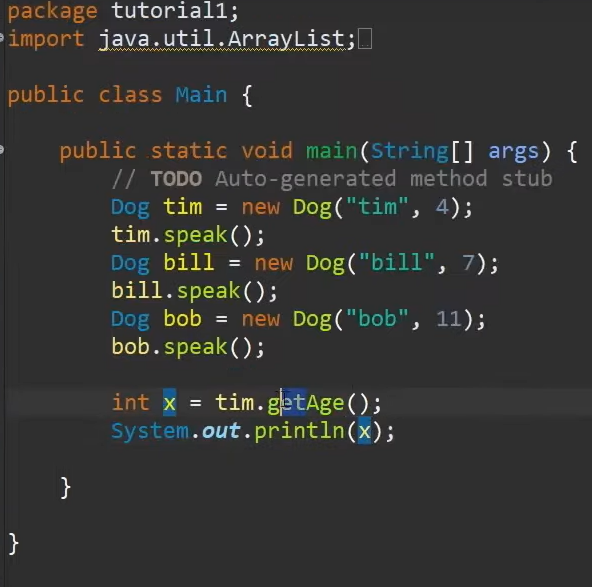 package tutorial1;
import java.util.ArrayList;
public class Main {
public static void main(String[] args) {
// TODO Auto-generated method stub
Dog tim = new Dog("tim", 4);
tim.speak();
Dog bill = new Dog("bill", 7);
bill.speak();
Dog bob = new Dog("bob", 11);
bob.speak();
int x = tim.getAge();
System.out.println(x);
}
}